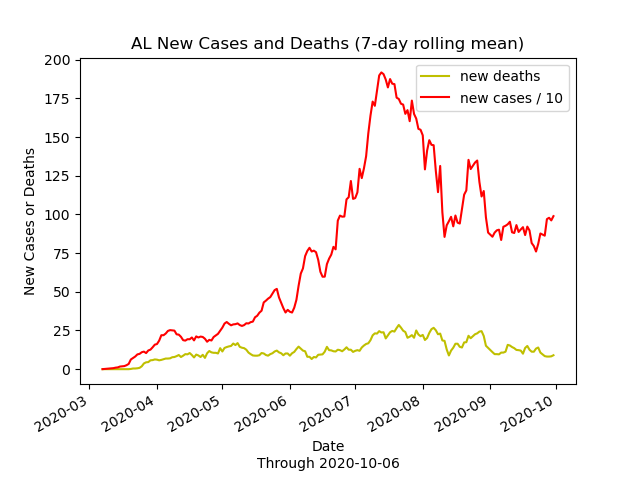 AL New Cases and Deaths (7-day rolling mean)
new deaths
new cases / 10
200
175
150
125
100
75
50
25
0
New Cases or Deaths
2020-03
2020-04
2020-05
2020-06
2020-07
2020-08
2020-09
2020-10
Date
Through 2020-10-06